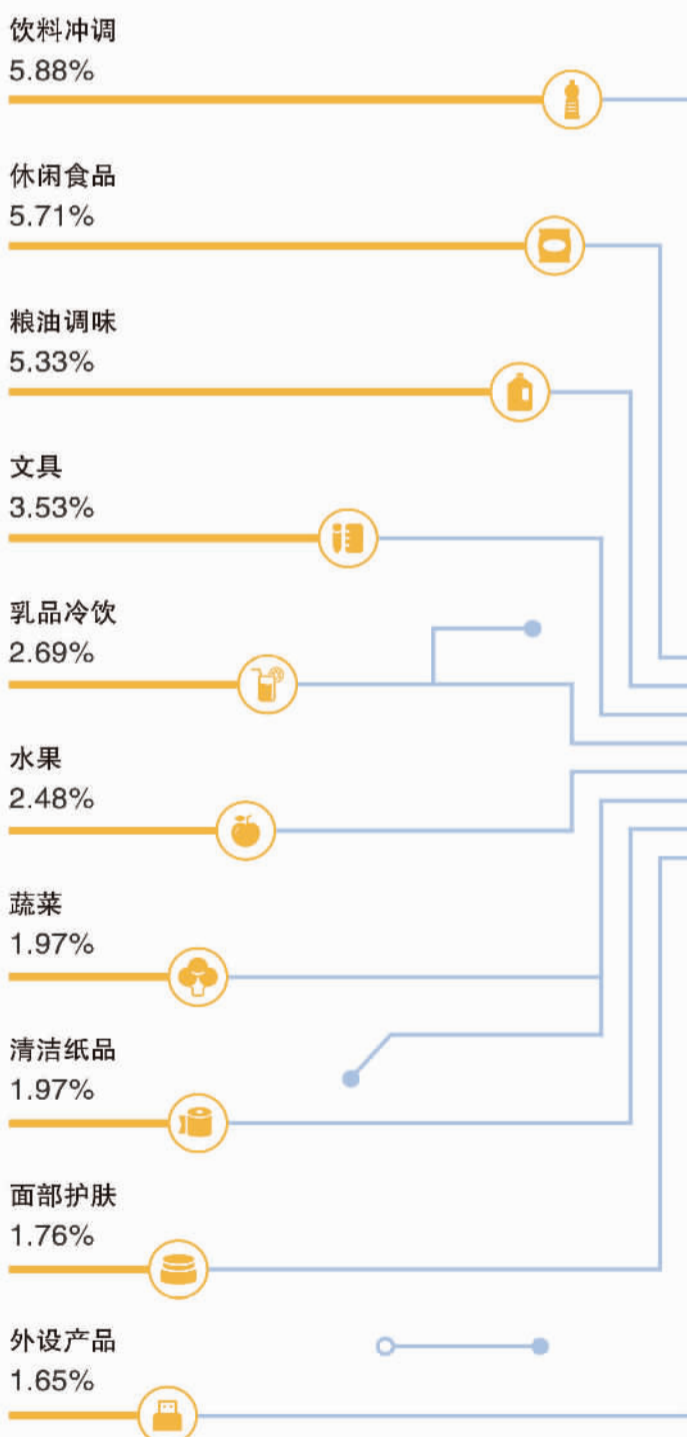 饮料冲调
5.88%
休闲食品
5.71%
粮油调味
5.33%
文具
3.53%
乳品冷饮
2.69%
水果
2.48%
蔬菜
1.97%
清洁纸品
1.97%
面部护肤
1.76%
外设产品
1.65%